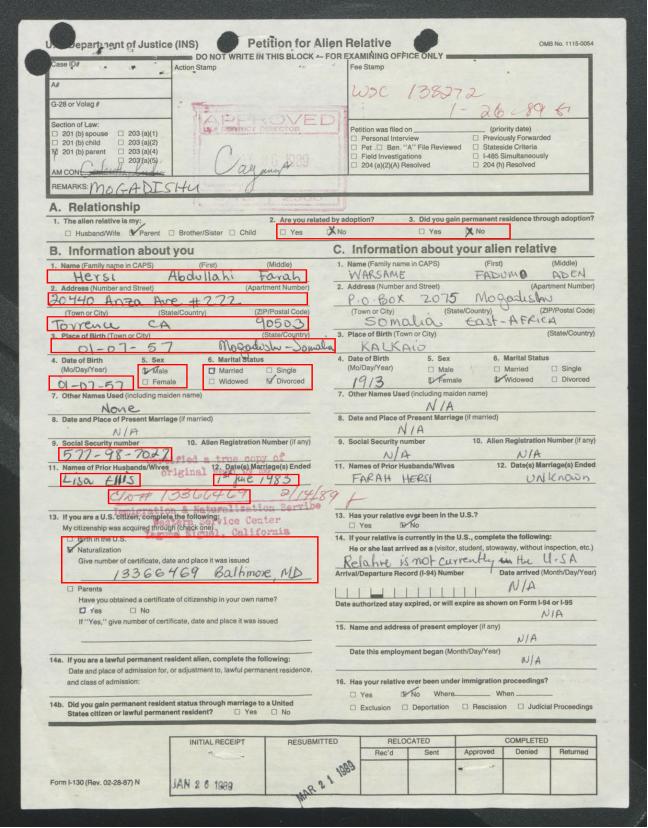 U.S. Department of Justice (INS) Petition for Alien Relative OMB No. 1115-0054
DO NOT WRITE IN THIS BLOCK — FOR EXAMINING OFFICE ONLY
Case ID# Action Stamp Fee Stamp
A#
G-28 or Volag #
WSC 138272
1-26-89
Section of Law:
201 (b) spouse 203 (a)(1)
201 (b) child 203 (a)(2)
201 (b) parent 203 (a)(4)
203 (a)(5)
AM CON:
REMARKS: MOGADISHU
APPROVED
DISTRICT DIRECTOR
Petition was filed on (priority date)
Personal Interview Previously Forwarded
Pet. Ben. "A" File Reviewed Stateside Criteria
Field Investigations I-485 Simultaneously
204 (a)(2)(A) Resolved 204 (h) Resolved
A. Relationship
1. The alien relative is my: 2. Are you related by adoption? 3. Did you gain permanent residence through adoption?
Husband/Wife Parent Brother/Sister Child Yes No Yes No
B. Information about you
1. Name (Family name in CAPS) (First) (Middle)
Hersi Abdullahi Farah
2. Address (Number and Street) (Apartment Number)
20440 Anza Ave #272
(Town or City) (State/Country) (ZIP/Postal Code)
Torrence CA 90503
3. Place of Birth (Town or City) (State/Country)
01-07-57 Mogadishu-Somalia
4. Date of Birth 5. Sex 6. Marital Status
(Mo/Day/Year) Male Married Single
01-07-57 Female Widowed Divorced
7. Other Names Used (including maiden name)
None
8. Date and Place of Present Marriage (if married)
N/A
9. Social Security number 10. Alien Registration Number (if any)
577-98-7027
11. Names of Prior Husbands/Wives 12. Date(s) Marriage(s) Ended
Lisa Ellis 1983
C/n# 13366469 2/14/89
certified a true copy of
original
Immigration & Naturalization Service
Western Service Center
Laguna Niguel, California
13. If you are a U.S. citizen, complete the following:
My citizenship was acquired through (check one)
Birth in the U.S.
Naturalization
Give number of certificate, date and place it was issued
13366469 Baltimore, MD
Parents
Have you obtained a certificate of citizenship in your own name?
Yes No
If "Yes," give number of certificate, date and place it was issued
14a. If you are a lawful permanent resident alien, complete the following:
Date and place of admission for, or adjustment to, lawful permanent residence,
and class of admission:
14b. Did you gain permanent resident status through marriage to a United
States citizen or lawful permanent resident? Yes No
C. Information about your alien relative
1. Name (Family name in CAPS) (First) (Middle)
WARSAME FADUMO ADEN
2. Address (Number and Street) (Apartment Number)
P.O.Box 2075 Mogadishu
(Town or City) (State/Country) (ZIP/Postal Code)
Somalia East-AFRICA
3. Place of Birth (Town or City) (State/Country)
KALKAIO
4. Date of Birth 5. Sex 6. Marital Status
(Mo/Day/Year) Male Married Single
1913 Female Widowed Divorced
7. Other Names Used (including maiden name)
N/A
8. Date and Place of Present Marriage (if married)
N/A
9. Social Security number 10. Alien Registration Number (if any)
N/A N/A
11. Names of Prior Husbands/Wives 12. Date(s) Marriage(s) Ended
FARAH HERSI UNKNOWN
13. Has your relative ever been in the U.S.?
Yes No
14. If your relative is currently in the U.S., complete the following:
He or she last arrived as a (visitor, student, stowaway, without inspection, etc.)
Relative is not currently in the U.S.A
Arrival/Departure Record (I-94) Number Date arrived (Month/Day/Year)
N/A
Date authorized stay expired, or will expire as shown on Form I-94 or I-95
N/A
15. Name and address of present employer (if any)
N/A
Date this employment began (Month/Day/Year)
N/A
16. Has your relative ever been under immigration proceedings?
Yes No Where When
Exclusion Deportation Rescission Judicial Proceedings
INITIAL RECEIPT RESUBMITTED RELOCATED COMPLETED
Rec'd Sent Approved Denied Returned
JAN 26 1989 MAR 21 1989
Form I-130 (Rev. 02-28-87) N